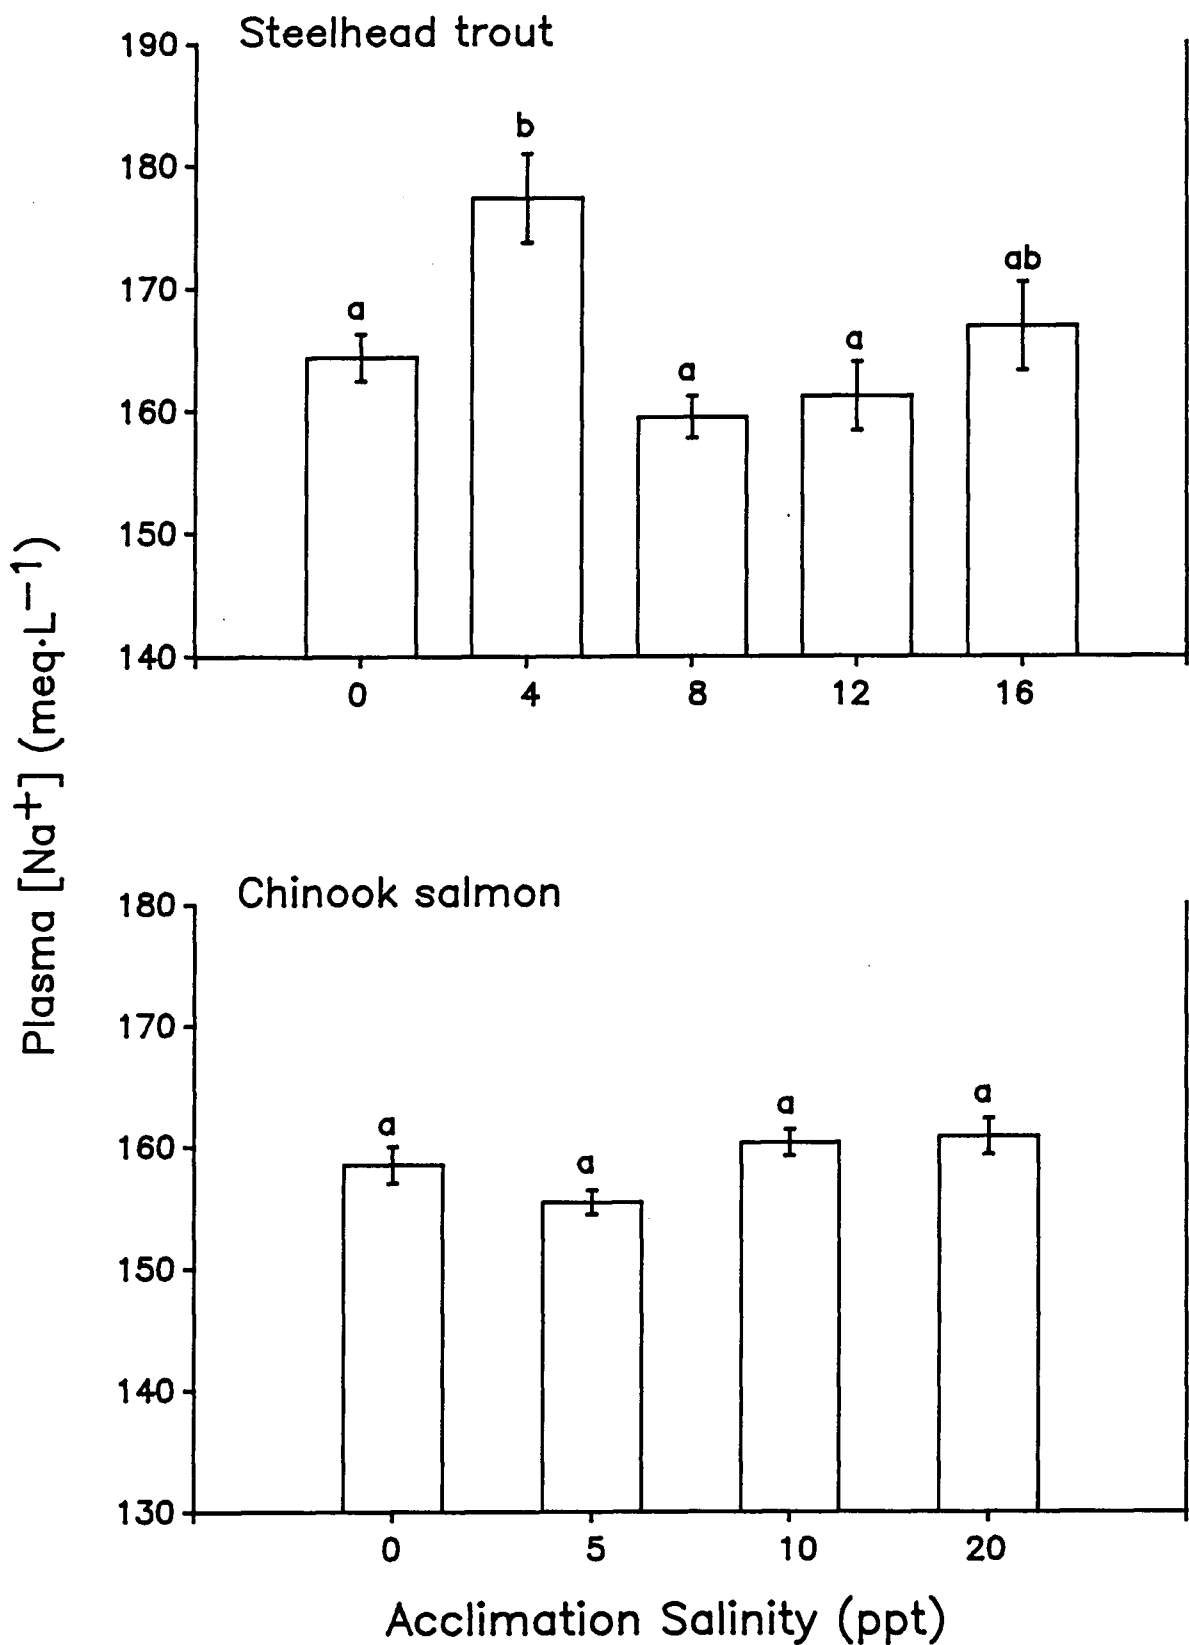 Steelhead trout
190
180
170
160
150
140
b
a
a
a
ab
0 4 8 12 16
Plasma [Na+] (meq·L−1)
Chinook salmon
180
170
160
150
140
130
a
a
a
a
0 5 10 20
Acclimation Salinity (ppt)